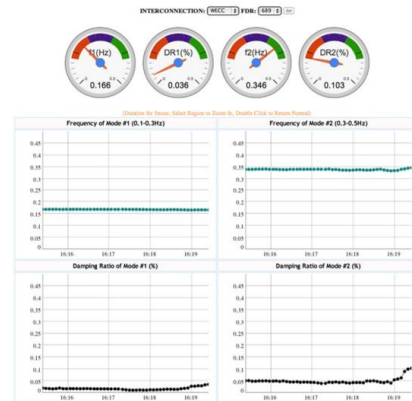 INTERCONNECTION: WECC FDR: 689
f1(Hz) DR1(%) f2(Hz) DR2(%)
0.166 0.036 0.346 0.103
(Duration for 5mins; Select Region to Zoom In, Double Click to Return Normal)
Frequency of Mode #1 (0.1-0.3Hz) Frequency of Mode #2 (0.3-0.5Hz)
0.45 0.45
0.4 0.4
0.35 0.35
0.3 0.3
0.25 0.25
0.2 0.2
0.15 0.15
0.1 0.1
0.05 0.05
0 0
16:16 16:17 16:18 16:19 16:16 16:17 16:18 16:19
Damping Ratio of Mode #1 (%) Damping Ratio of Mode #2 (%)
0.45 0.45
0.4 0.4
0.35 0.35
0.3 0.3
0.25 0.25
0.2 0.2
0.15 0.15
0.1 0.1
0.05 0.05
0 0
16:16 16:17 16:18 16:19 16:16 16:17 16:18 16:19